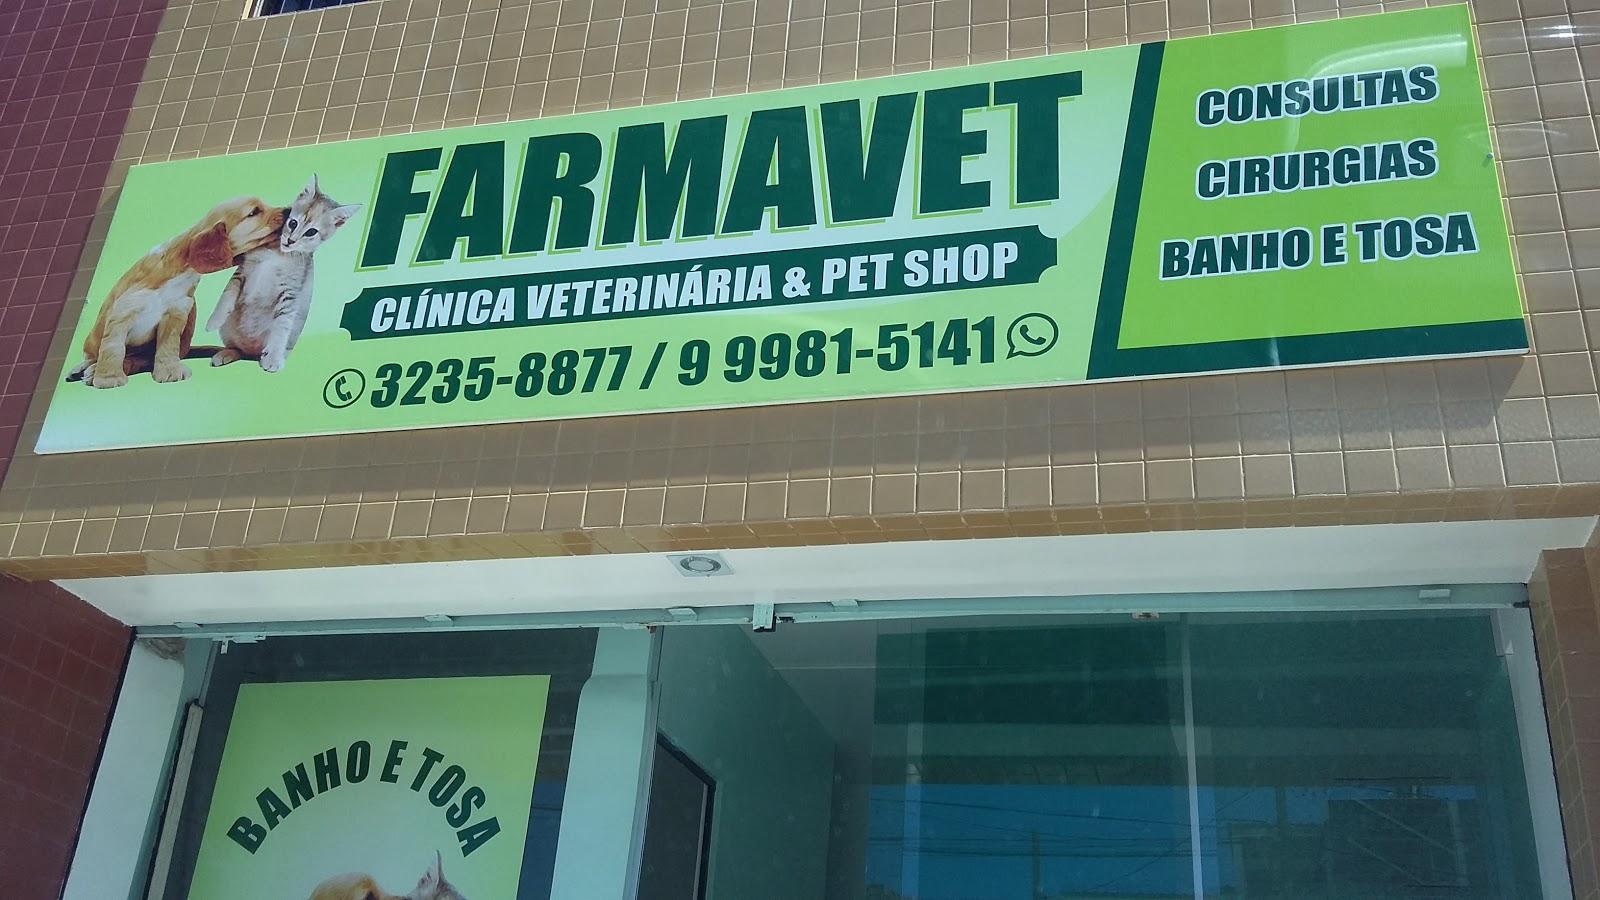 FARMAVET
CLÍNICA VETERINÁRIA & PET SHOP
3235-8877 / 9 9981-5141
CONSULTAS
CIRURGIAS
BANHO E TOSA
BANHO E TOSA